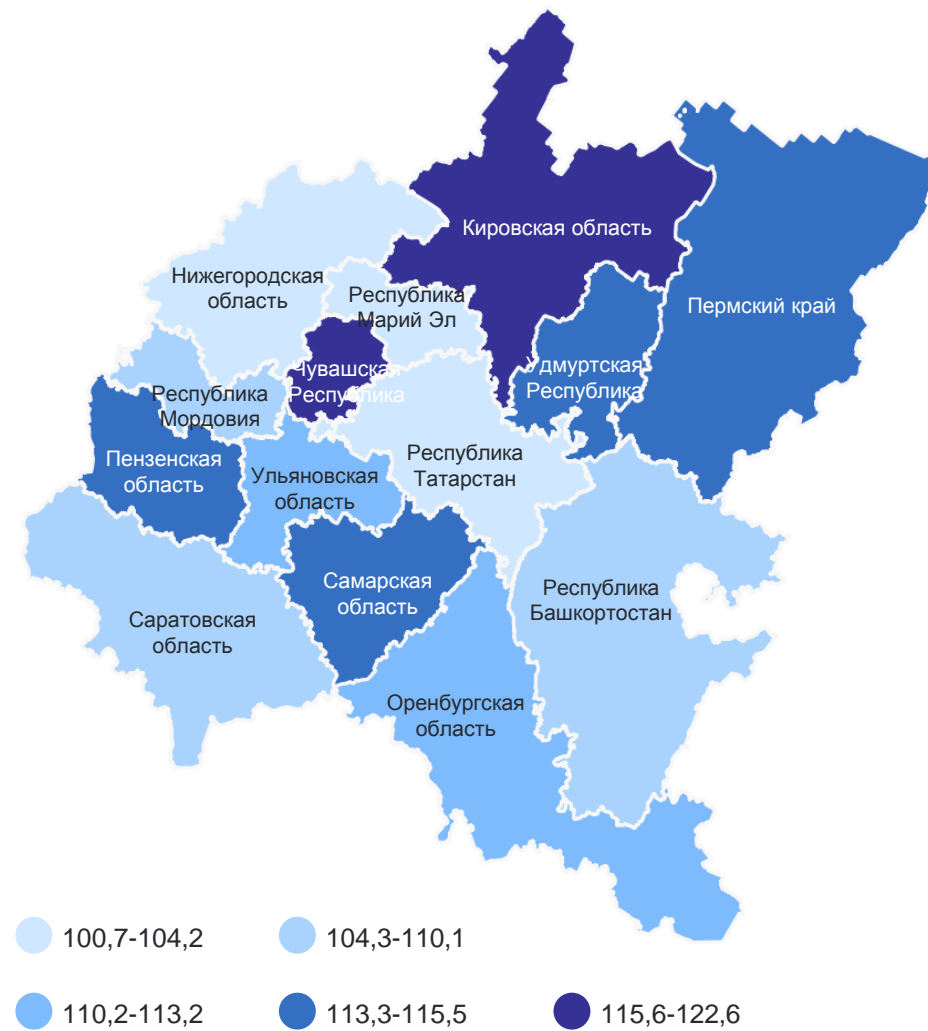 Кировская область
Нижегородская
область
Республика
Марий Эл
Пермский край
Чувашская
Республика
Удмуртская
Республика
Республика
Мордовия
Пензенская
область
Ульяновская
область
Республика
Татарстан
Самарская
область
Республика
Башкортостан
Саратовская
область
Оренбургская
область
100,7-104,2
104,3-110,1
110,2-113,2
113,3-115,5
115,6-122,6